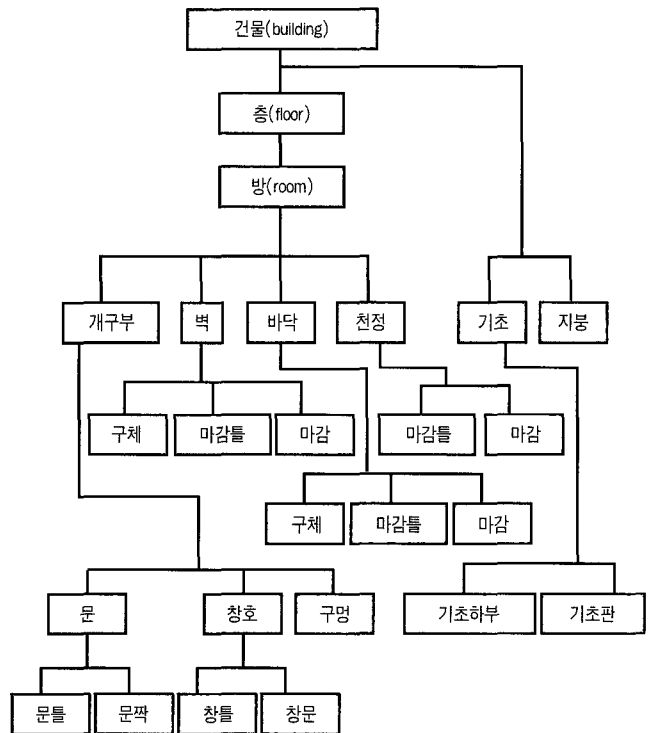 건물(building)
층(floor)
방(room)
개구부
벽
바닥
천정
기초
지붕
구체
마감틀
마감
마감틀
마감
구체
마감틀
마감
문
창호
구멍
기초하부
기초판
문틀
문짝
창틀
창문